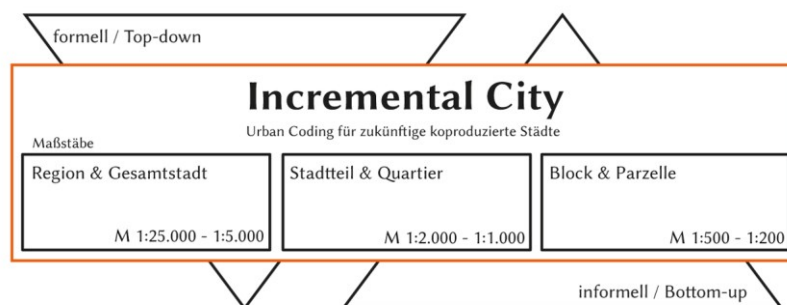 formell / Top-down
Incremental City
Urban Coding für zukünftige koproduzierte Städte
Maßstäbe
Region & Gesamtstadt
M 1:25.000 - 1:5.000
Stadtteil & Quartier
M 1:2.000 - 1:1.000
Block & Parzelle
M 1:500 - 1:200
informell / Bottom-up